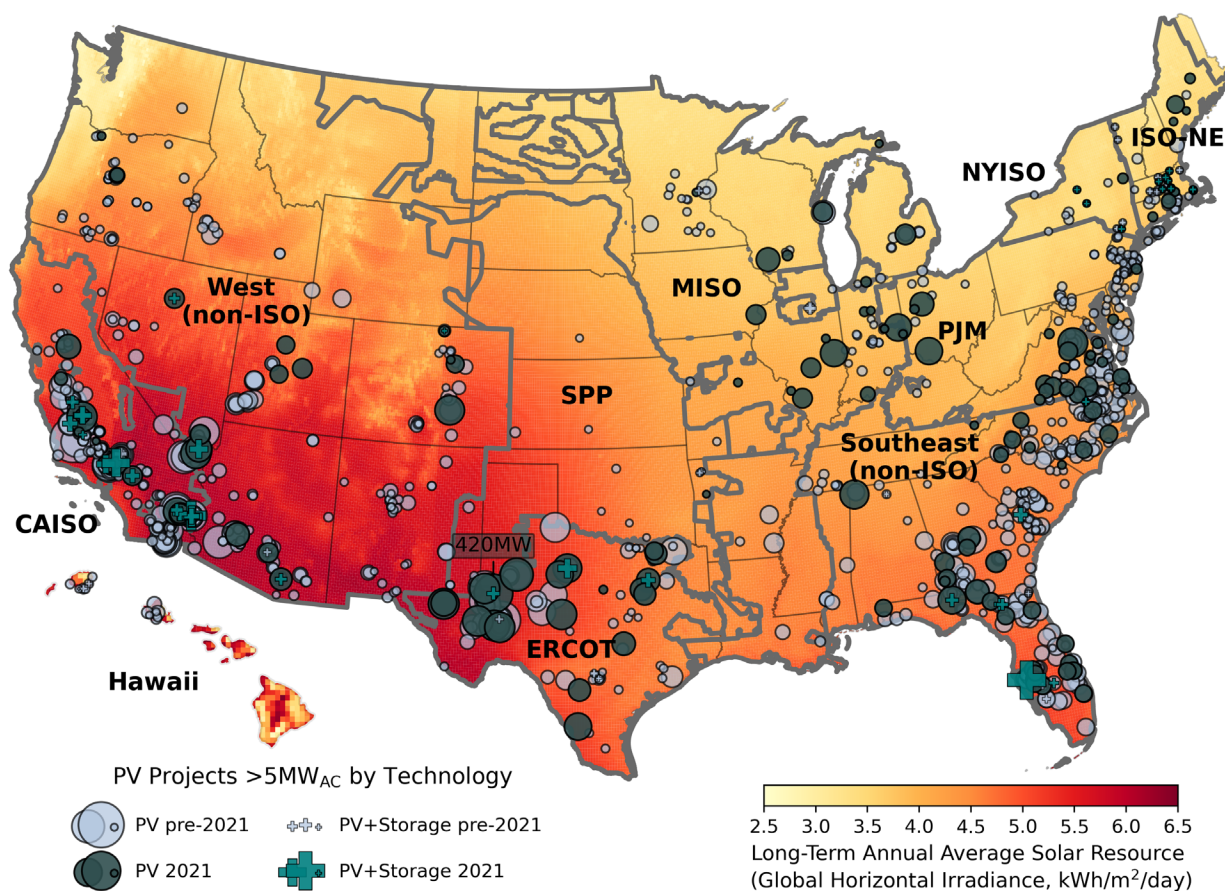 ISO-NE
NYISO
West
(non-ISO)
MISO
PJM
SPP
Southeast
(non-ISO)
CAISO
420MW
ERCOT
Hawaii
PV Projects >5MW_AC by Technology
PV pre-2021
PV+Storage pre-2021
PV 2021
PV+Storage 2021
2.5 3.0 3.5 4.0 4.5 5.0 5.5 6.0 6.5
Long-Term Annual Average Solar Resource
(Global Horizontal Irradiance, kWh/m²/day)